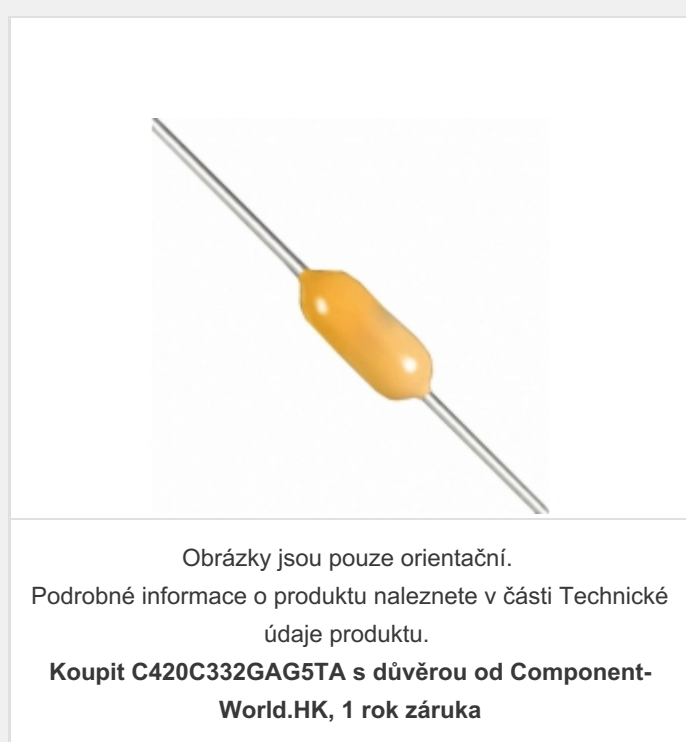 Obrázky jsou pouze orientační.
Podrobné informace o produktu naleznete v části Technické
údaje produktu.
Koupit C420C332GAG5TA s důvěrou od Component-
World.HK, 1 rok záruka